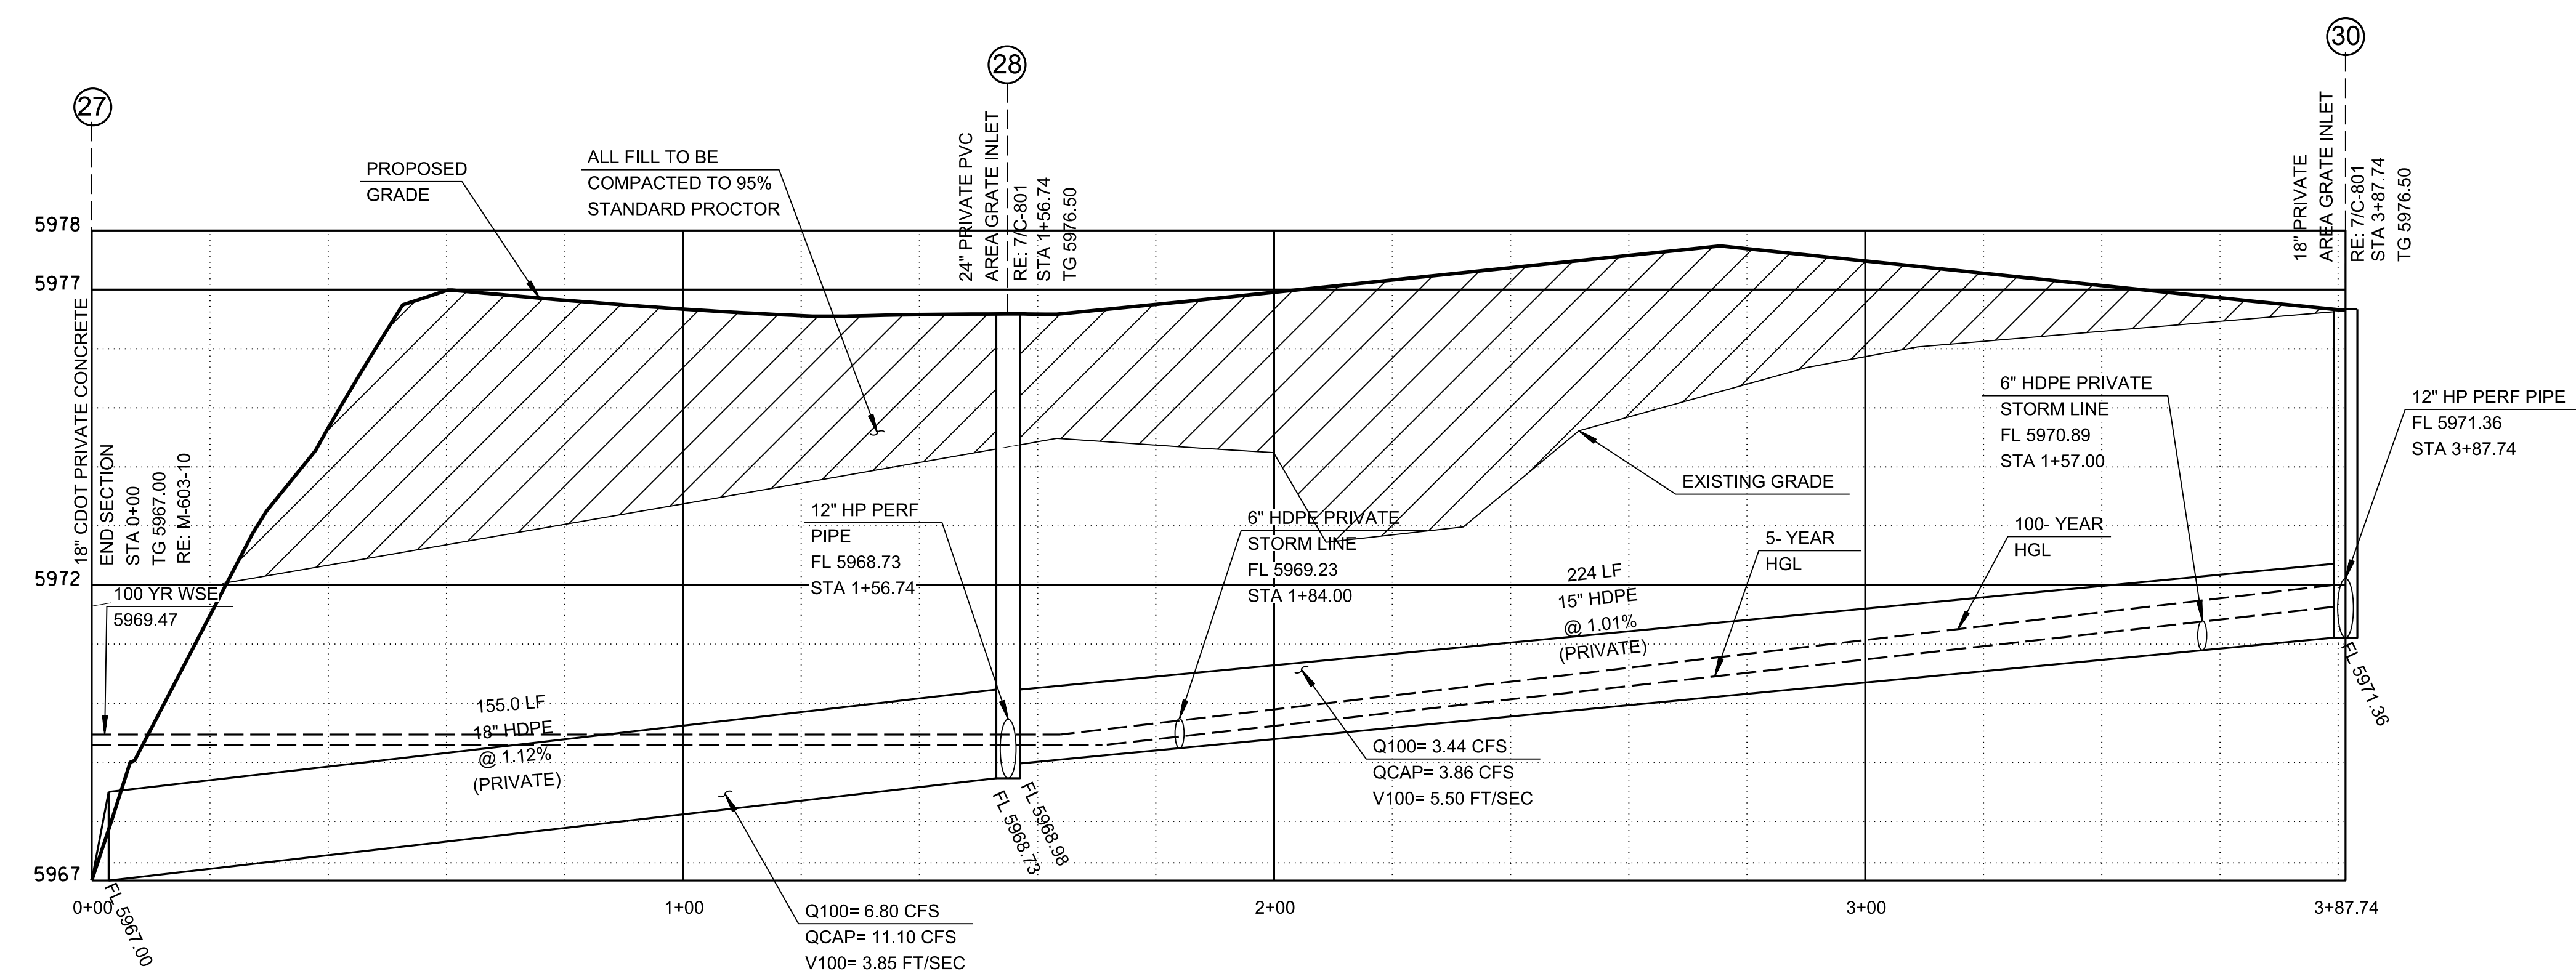 27
28
30
18" CDOT PRIVATE CONCRETE
END SECTION
STA 0+00
TG 5967.00
RE: M-603-10
PROPOSED
GRADE
ALL FILL TO BE
COMPACTED TO 95%
STANDARD PROCTOR
24" PRIVATE PVC
AREA GRATE INLET
RE: 7/C-801
STA 1+56.74
TG 5976.50
18" PRIVATE
AREA GRATE INLET
RE: 7/C-801
STA 3+87.74
TG 5976.50
5978
5977
5972
5967
100 YR WSE
5969.47
12" HP PERF
PIPE
FL 5968.73
STA 1+56.74
6" HDPE PRIVATE
STORM LINE
FL 5969.23
STA 1+84.00
EXISTING GRADE
5- YEAR
HGL
100- YEAR
HGL
6" HDPE PRIVATE
STORM LINE
FL 5970.89
STA 1+57.00
12" HP PERF PIPE
FL 5971.36
STA 3+87.74
224 LF
15" HDPE
@ 1.01%
(PRIVATE)
155.0 LF
18" HDPE
@ 1.12%
(PRIVATE)
Q100= 3.44 CFS
QCAP= 3.86 CFS
V100= 5.50 FT/SEC
Q100= 6.80 CFS
QCAP= 11.10 CFS
V100= 3.85 FT/SEC
FL 5967.00
FL 5968.73
FL 5968.98
FL 5971.36
0+00
1+00
2+00
3+00
3+87.74